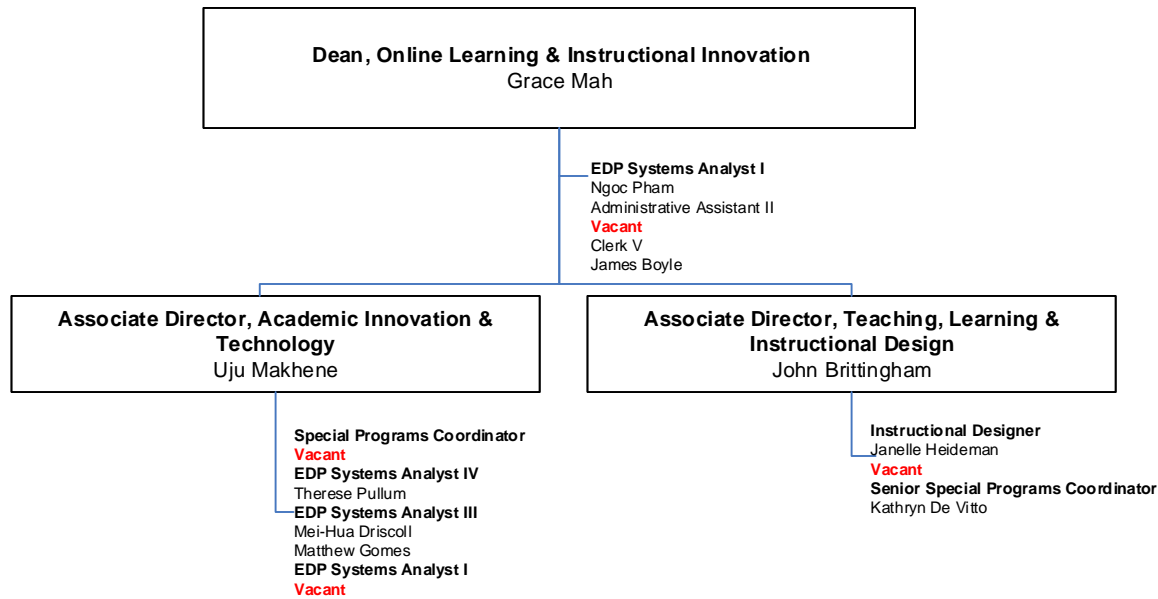 Dean, Online Learning & Instructional Innovation
Grace Mah
EDP Systems Analyst I
Ngoc Pham
Administrative Assistant II
Vacant
Clerk V
James Boyle
Associate Director, Academic Innovation &
Technology
Uju Makhene
Special Programs Coordinator
Vacant
EDP Systems Analyst IV
Therese Pullum
EDP Systems Analyst III
Mei-Hua Driscoll
Matthew Gomes
EDP Systems Analyst I
Vacant
Associate Director, Teaching, Learning &
Instructional Design
John Brittingham
Instructional Designer
Janelle Heideman
Vacant
Senior Special Programs Coordinator
Kathryn De Vitto